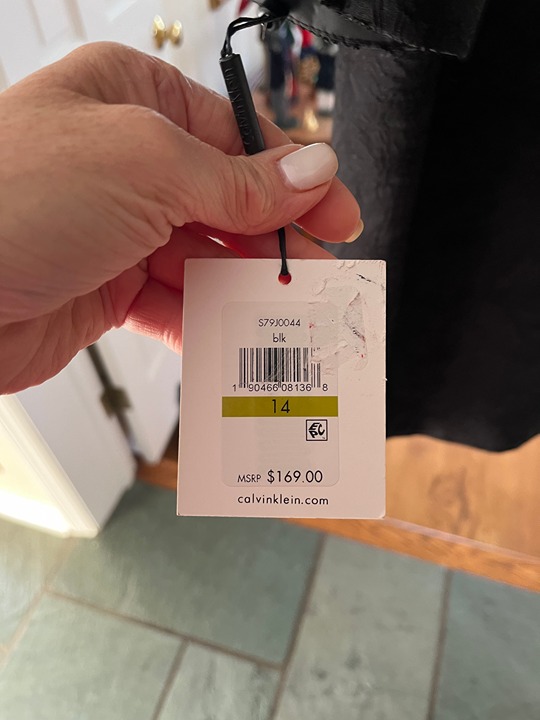 S79J0044
blk
1 90466 08136 8
14
MSRP $169.00
calvinklein.com